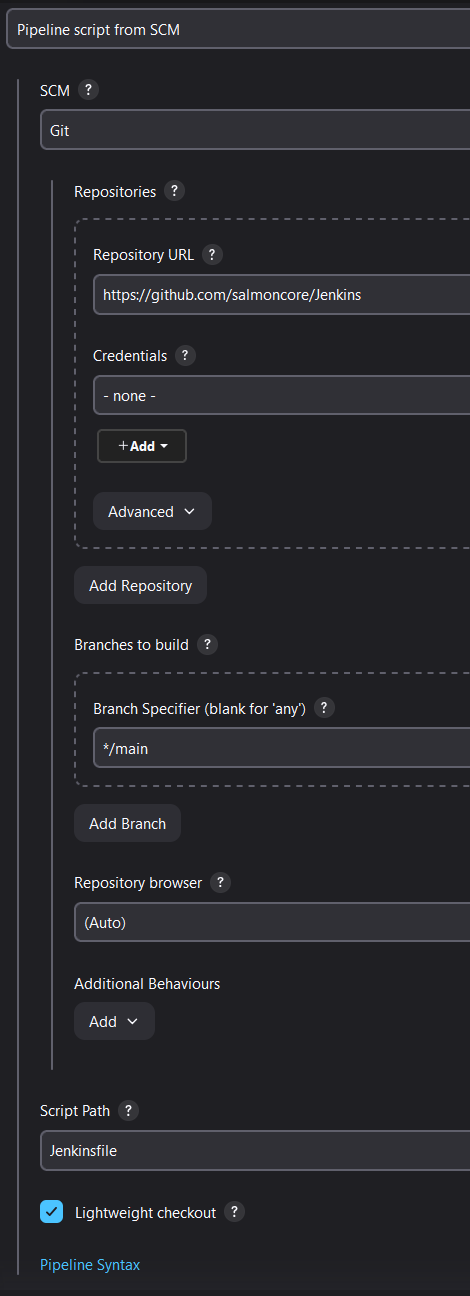 Pipeline script from SCM
SCM ?
Git
Repositories ?
Repository URL ?
https://github.com/salmoncore/Jenkins
Credentials ?
- none -
+Add
Advanced
Add Repository
Branches to build ?
Branch Specifier (blank for 'any') ?
*/main
Add Branch
Repository browser ?
(Auto)
Additional Behaviours
Add
Script Path ?
Jenkinsfile
Lightweight checkout ?
Pipeline Syntax